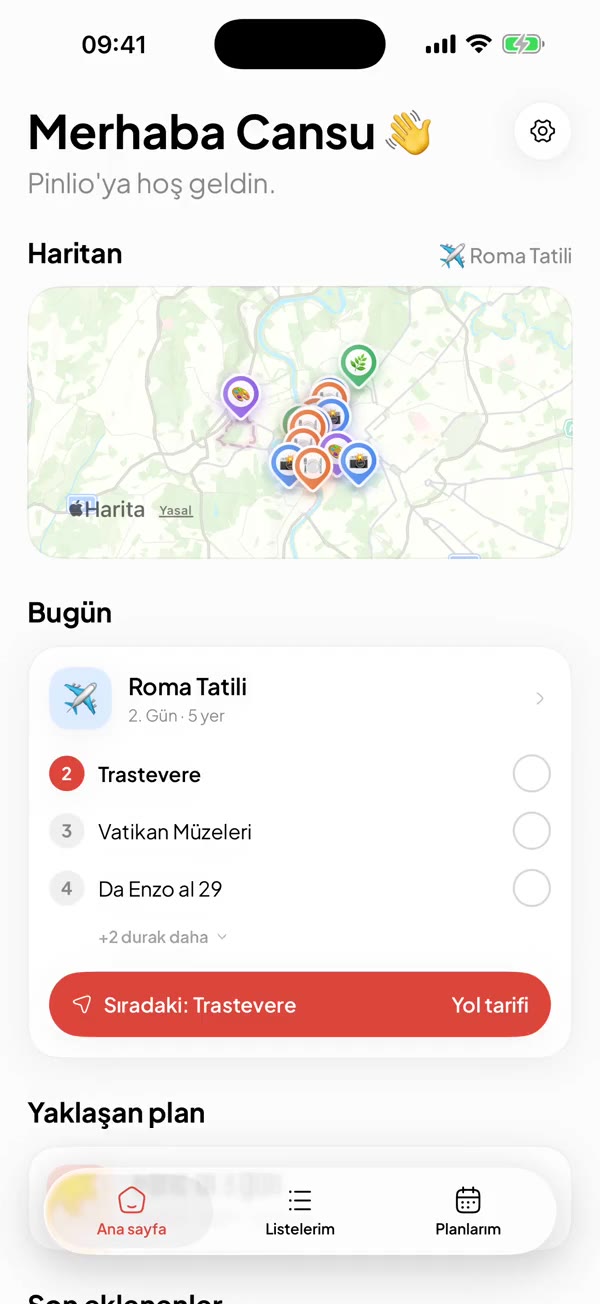 09:41
Merhaba Cansu 👋
Pinlio'ya hoş geldin.
Haritan
✈️ Roma Tatili
Harita Yasal
Bugün
Roma Tatili
2. Gün · 5 yer
2 Trastevere
3 Vatikan Müzeleri
4 Da Enzo al 29
+2 durak daha
Sıradaki: Trastevere Yol tarifi
Yaklaşan plan
Ana sayfa Listelerim Planlarım